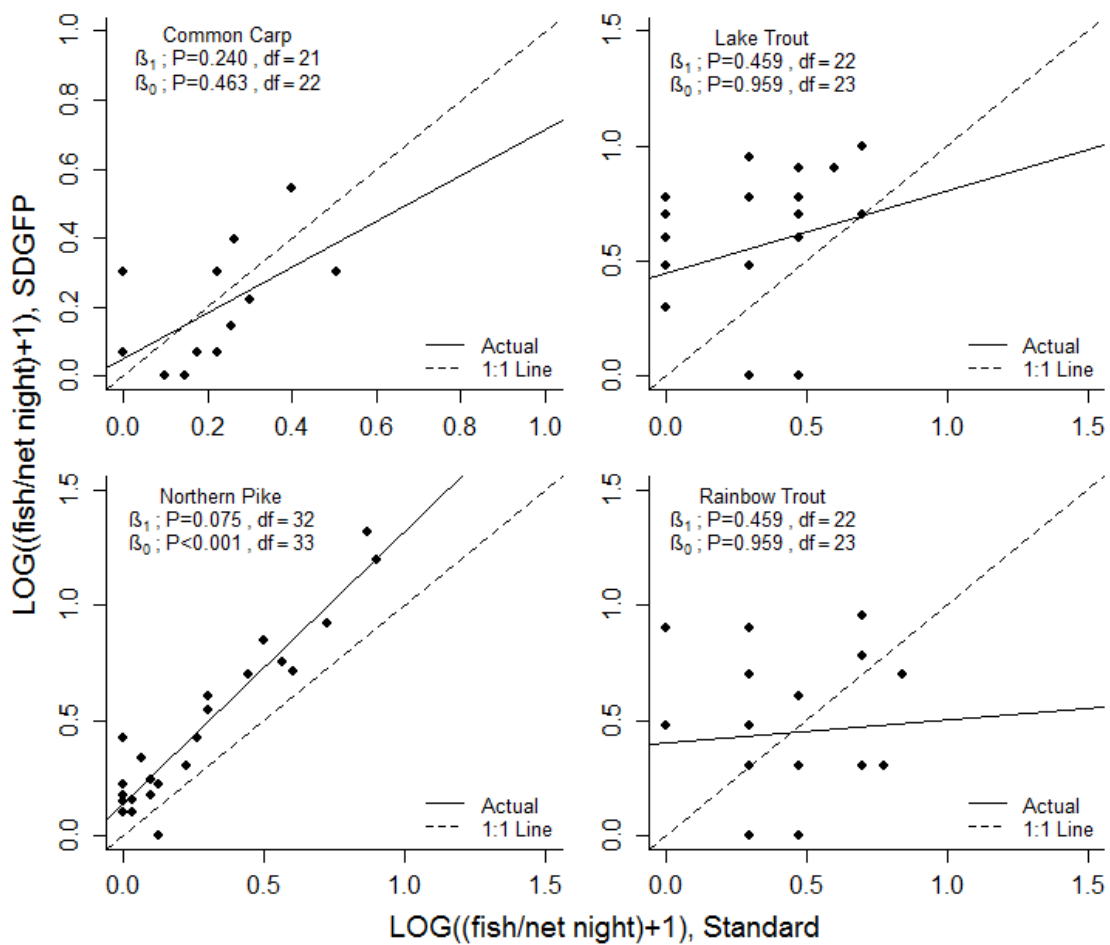 Common Carp
ß1 ; P=0.240 , df=21
ß0 ; P=0.463 , df=22
1.0
0.8
0.6
0.4
0.2
0.0
Actual
1:1 Line
0.0 0.2 0.4 0.6 0.8 1.0
Lake Trout
ß1 ; P=0.459 , df=22
ß0 ; P=0.959 , df=23
1.5
1.0
0.5
0.0
Actual
1:1 Line
0.0 0.5 1.0 1.5
LOG((fish/net night)+1), SDGFP
Northern Pike
ß1 ; P=0.075 , df=32
ß0 ; P<0.001 , df=33
1.5
1.0
0.5
0.0
Actual
1:1 Line
0.0 0.5 1.0 1.5
Rainbow Trout
ß1 ; P=0.459 , df=22
ß0 ; P=0.959 , df=23
1.5
1.0
0.5
0.0
Actual
1:1 Line
0.0 0.5 1.0 1.5
LOG((fish/net night)+1), Standard